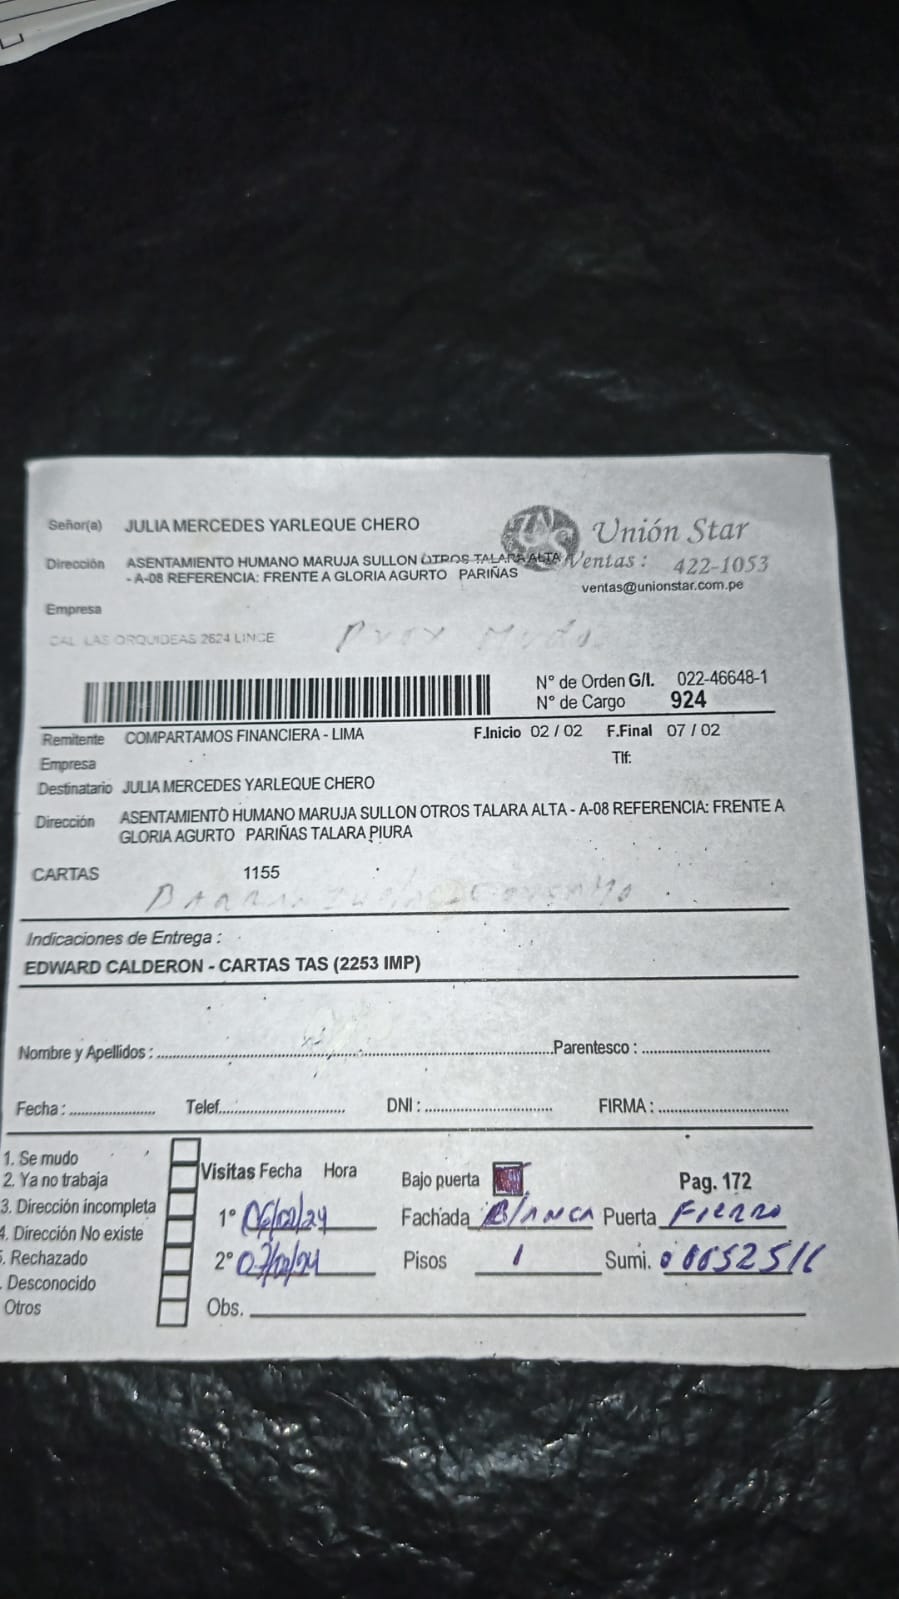 Señor(a) JULIA MERCEDES YARLEQUE CHERO
Unión Star
Dirección ASENTAMIENTO HUMANO MARUJA SULLON OTROS TALARA ALTA
- A-08 REFERENCIA: FRENTE A GLORIA AGURTO PARIÑAS
Ventas : 422-1053
ventas@unionstar.com.pe
Empresa
CAL LAS ORQUIDEAS 2624 LINCE
N° de Orden G/I. 022-46648-1
N° de Cargo 924
Remitente COMPARTAMOS FINANCIERA - LIMA F.Inicio 02 / 02 F.Final 07 / 02
Empresa Tlf:
Destinatario JULIA MERCEDES YARLEQUE CHERO
Dirección ASENTAMIENTO HUMANO MARUJA SULLON OTROS TALARA ALTA - A-08 REFERENCIA: FRENTE A
GLORIA AGURTO PARIÑAS TALARA PIURA
CARTAS 1155
Indicaciones de Entrega :
EDWARD CALDERON - CARTAS TAS (2253 IMP)
Nombre y Apellidos : Parentesco :
Fecha : Telef. DNI : FIRMA :
1. Se mudo
2. Ya no trabaja
3. Dirección incompleta
4. Dirección No existe
5. Rechazado
. Desconocido
Otros
Visitas Fecha Hora Bajo puerta Pag. 172
1° 06/02/24 Fachada BLANCA Puerta FIERRO
2° 07/02/24 Pisos 1 Sumi.
Obs.